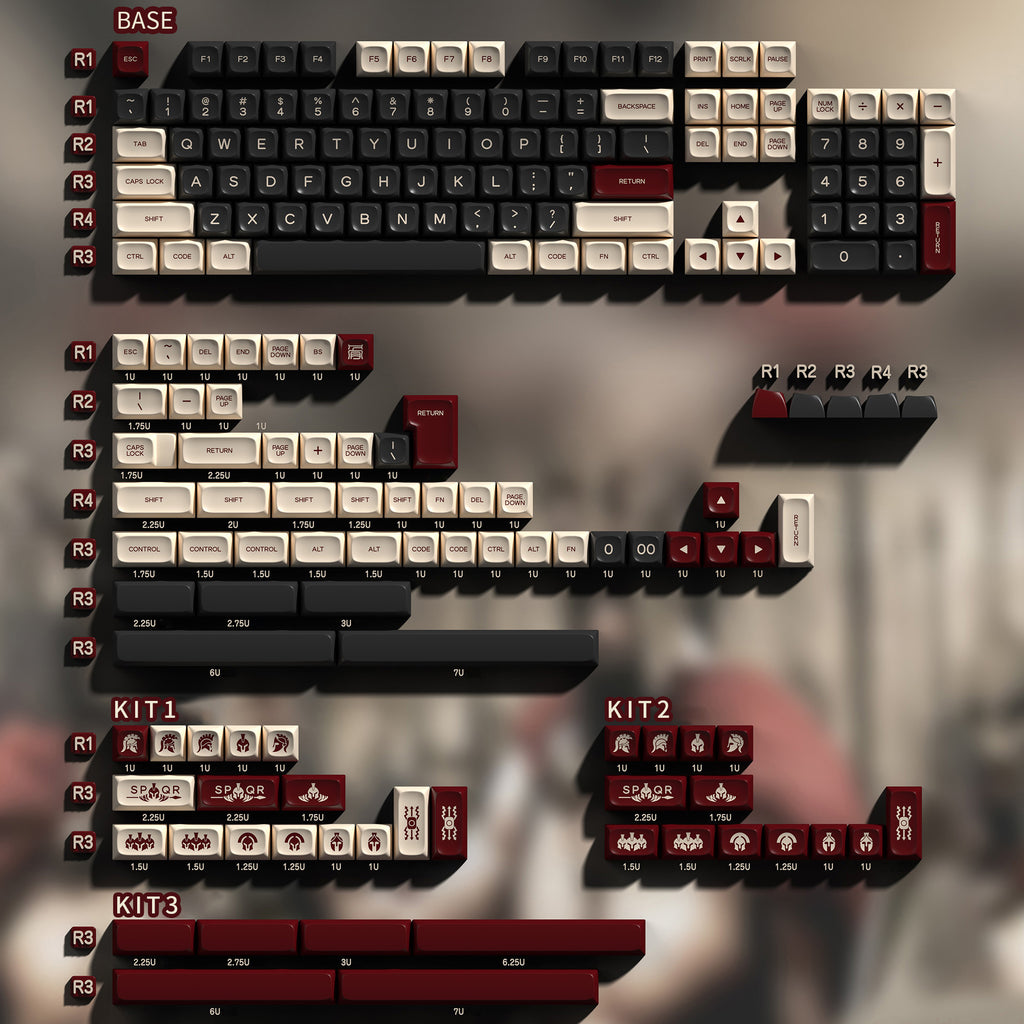 BASE
R1 ESC F1 F2 F3 F4 F5 F6 F7 F8 F9 F10 F11 F12 PRINT SCRLK PAUSE
R1 ~ ` ! 1 @ 2 # 3 $ 4 % 5 ^ 6 & 7 * 8 ( 9 ) 0 — - + = BACKSPACE INS HOME PAGE UP NUM LOCK ÷ × −
R2 TAB Q W E R T Y U I O P { [ } ] | \ DEL END PAGE DOWN 7 8 9 +
R3 CAPS LOCK A S D F G H J K L : ; " ' RETURN 4 5 6
R4 SHIFT Z X C V B N M < , > . ? / SHIFT ▲ 1 2 3 RETURN
R3 CTRL CODE ALT ALT CODE FN CTRL ◀ ▼ ▶ 0 .
R1 ESC ~ ` DEL END PAGE DOWN BS
1U 1U 1U 1U 1U 1U 1U
R1 R2 R3 R4 R3
R2 | \ − PAGE UP RETURN
1.75U 1U 1U 1U
R3 CAPS LOCK RETURN PAGE UP + PAGE DOWN | \
1.75U 2.25U 1U 1U 1U 1U
R4 SHIFT SHIFT SHIFT SHIFT SHIFT FN DEL PAGE DOWN ▲ RETURN
2.25U 2U 1.75U 1.25U 1U 1U 1U 1U 1U
R3 CONTROL CONTROL CONTROL ALT ALT CODE CODE CTRL ALT FN 0 00 ◀ ▼ ▶
1.75U 1.5U 1.5U 1.5U 1.5U 1U 1U 1U 1U 1U 1U 1U 1U 1U 1U
R3
2.25U 2.75U 3U
R3
6U 7U
KIT1 KIT2
R1
1U 1U 1U 1U 1U 1U 1U 1U 1U
R3 SPQR SPQR SPQR
2.25U 2.25U 1.75U 2.25U 1.75U
R3
1.5U 1.5U 1.25U 1.25U 1U 1U 1.5U 1.5U 1.25U 1.25U 1U 1U
KIT3
R3
2.25U 2.75U 3U 6.25U
R3
6U 7U